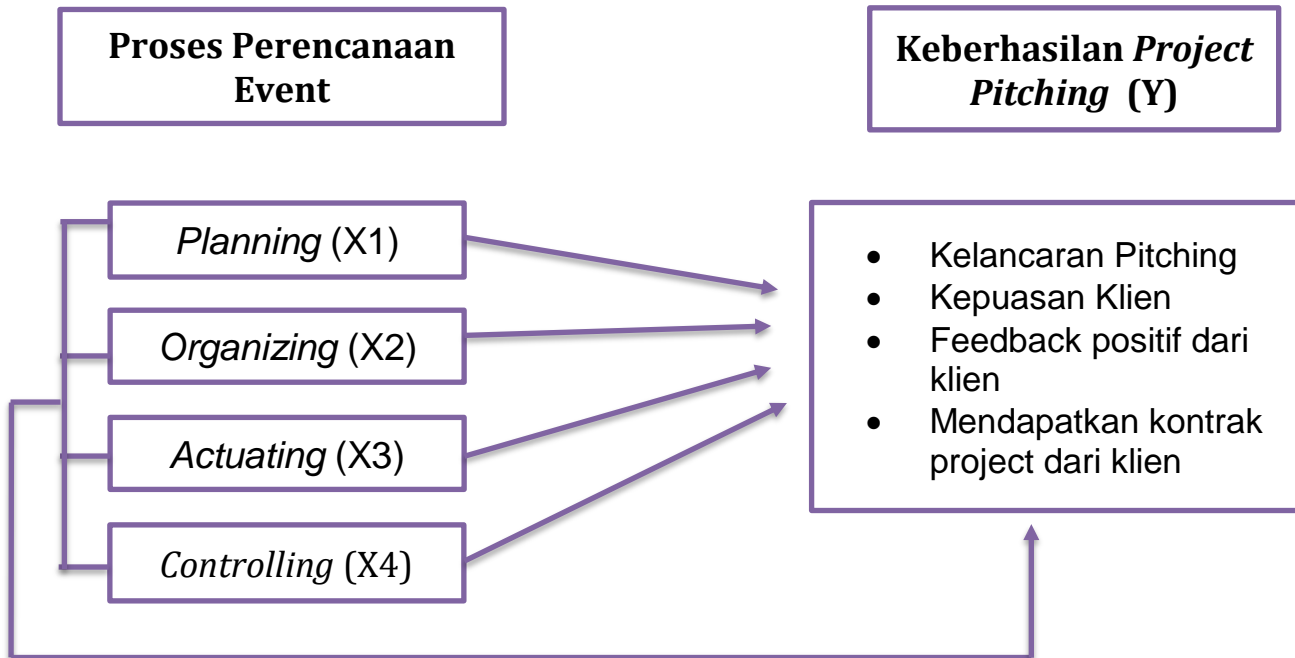 Proses Perencanaan
Event
Keberhasilan Project
Pitching (Y)
Planning (X1)
Organizing (X2)
Actuating (X3)
Controlling (X4)
• Kelancaran Pitching
• Kepuasan Klien
• Feedback positif dari
klien
• Mendapatkan kontrak
project dari klien